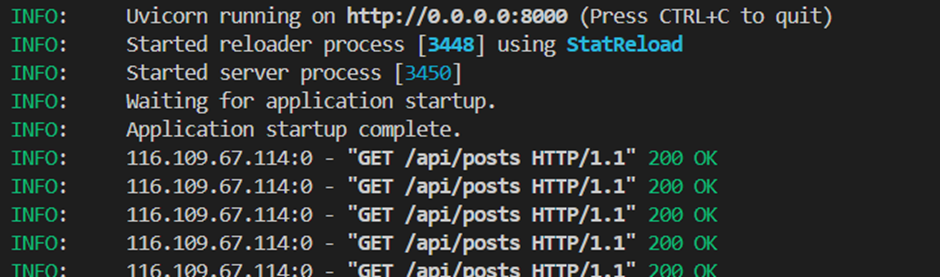 INFO: Uvicorn running on http://0.0.0.0:8000 (Press CTRL+C to quit)
INFO: Started reloader process [3448] using StatReload
INFO: Started server process [3450]
INFO: Waiting for application startup.
INFO: Application startup complete.
INFO: 116.109.67.114:0 - "GET /api/posts HTTP/1.1" 200 OK
INFO: 116.109.67.114:0 - "GET /api/posts HTTP/1.1" 200 OK
INFO: 116.109.67.114:0 - "GET /api/posts HTTP/1.1" 200 OK
INFO: 116.109.67.114:0 - "GET /api/posts HTTP/1.1" 200 OK
INFO: 116.109.67.114:0 - "GET /api/posts HTTP/1.1" 200 OK